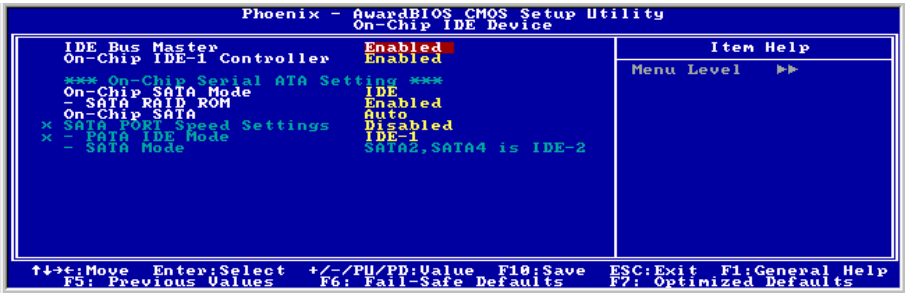 Phoenix - AwardBIOS CMOS Setup Utility
On-Chip IDE Device
IDE Bus Master Enabled
On-Chip IDE-1 Controller Enabled
*** On-Chip Serial ATA Setting ***
On-Chip SATA Mode IDE
- SATA RAID ROM Enabled
On-Chip SATA Auto
x SATA PORT Speed Settings Disabled
x - PATA IDE Mode IDE-1
- SATA Mode SATA2,SATA4 is IDE-2
Item Help
Menu Level ▶▶
↑↓→←:Move Enter:Select +/-/PU/PD:Value F10:Save ESC:Exit F1:General Help
F5: Previous Values F6: Fail-Safe Defaults F7: Optimized Defaults